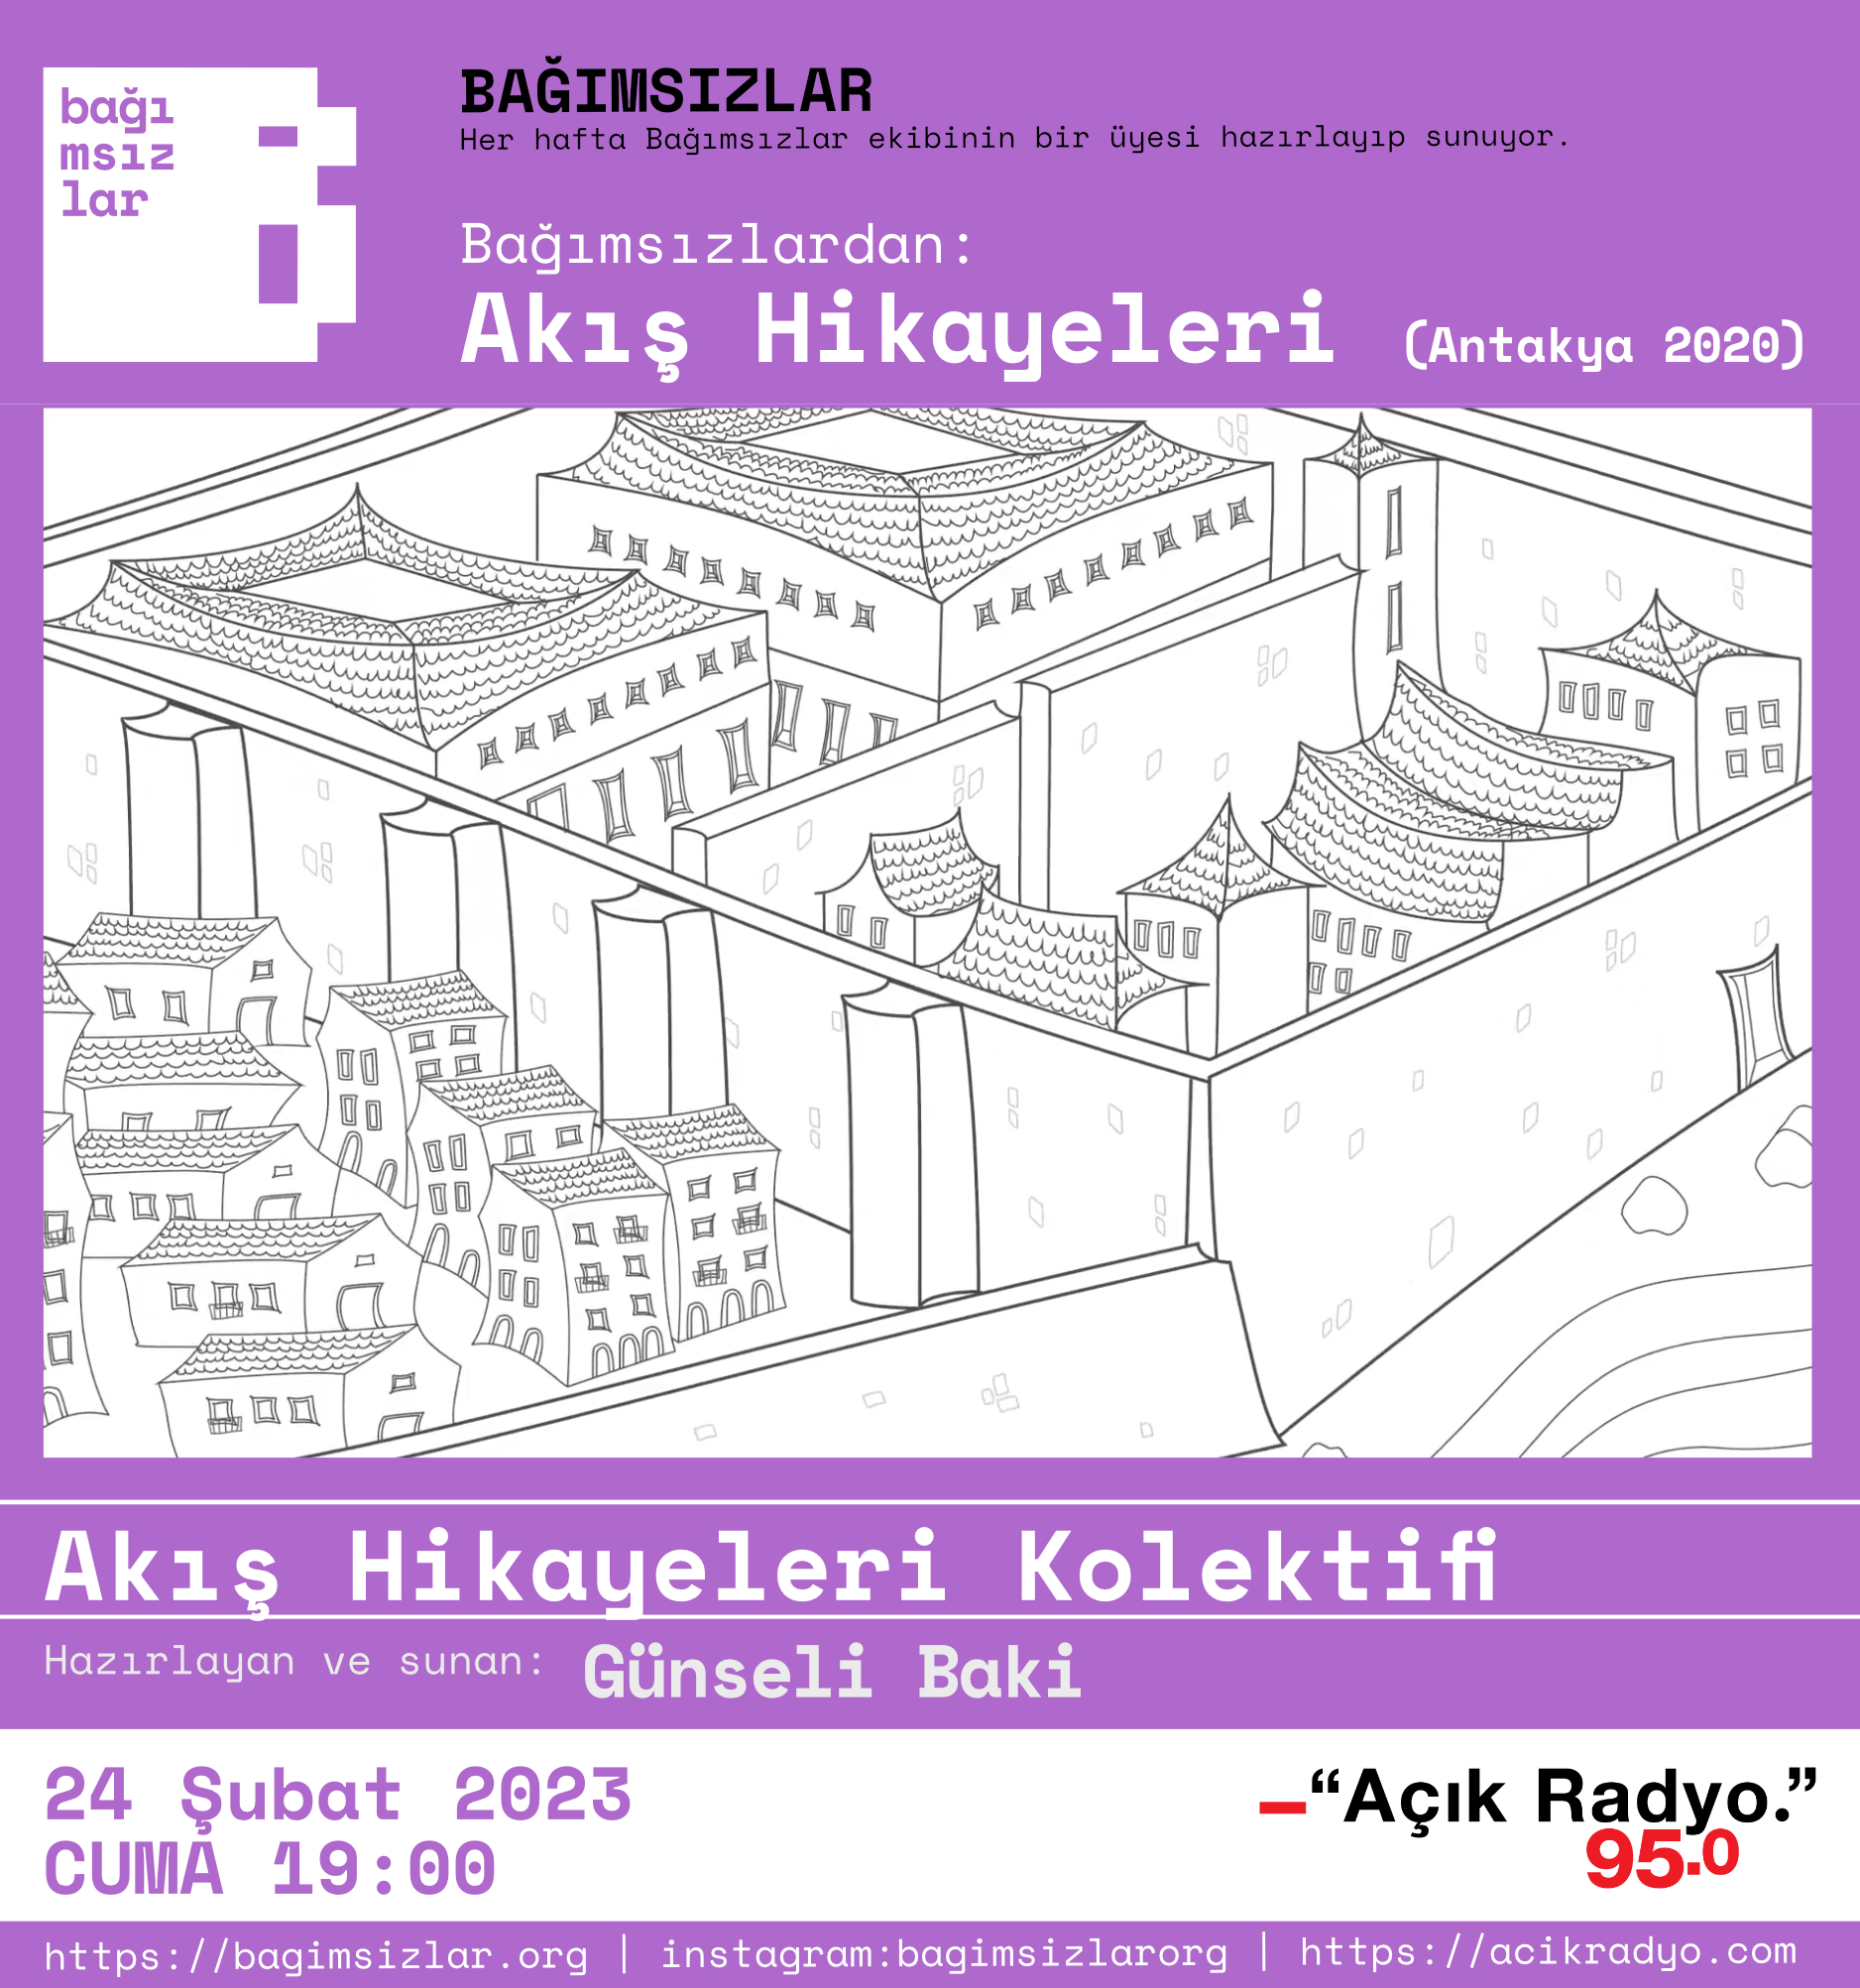 bağı
msız
lar
BAĞIMSIZLAR
Her hafta Bağımsızlar ekibinin bir üyesi hazırlayıp sunuyor.
Bağımsızlardan:
Akış Hikayeleri (Antakya 2020)
Akış Hikayeleri Kolektifi
Hazırlayan ve sunan: Günseli Baki
24 Şubat 2023
CUMA 19:00
“Açık Radyo.”
95.0
https://bagimsizlar.org | instagram:bagimsizlarorg | https://acikradyo.com